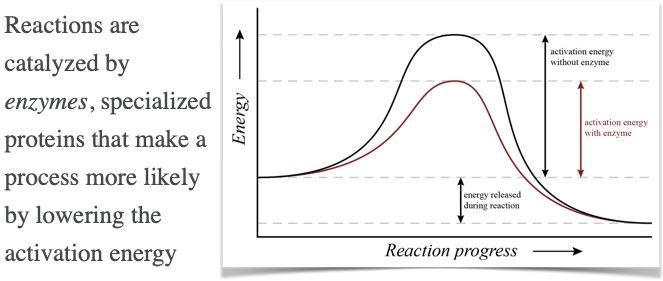 Reactions are
catalyzed by
enzymes, specialized
proteins that make a
process more likely
by lowering the
activation energy
Energy
activation energy
without enzyme
activation energy
with enzyme
energy released
during reaction
Reaction progress